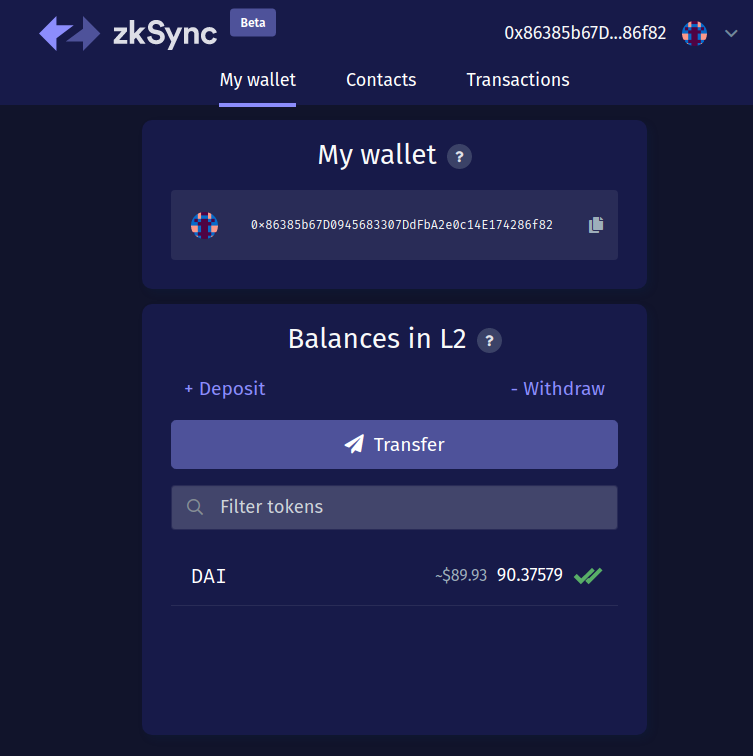 zkSync
Beta
0x86385b67D...86f82
My wallet
Contacts
Transactions
My wallet ?
0x86385b67D0945683307DdFbA2e0c14E174286f82
Balances in L2 ?
+ Deposit
- Withdraw
Transfer
Filter tokens
DAI ~$89.93 90.37579